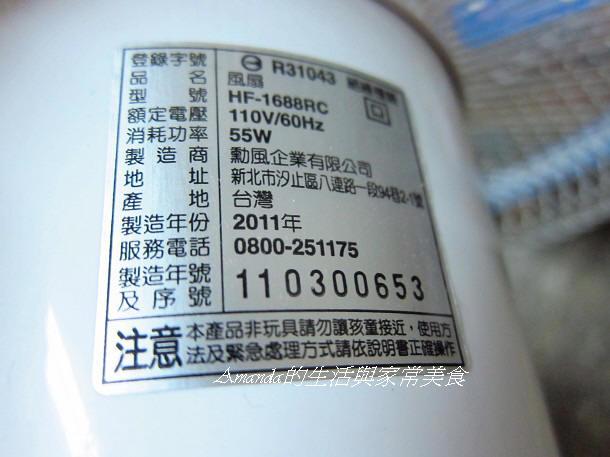 登錄字號 R31043
品名 風扇
型號 HF-1688RC
額定電壓 110V/60Hz
消耗功率 55W
製造商 勳風企業有限公司
地址 新北市汐止區八連路一段94巷2-1號
產地 台灣
製造年份 2011年
服務電話 0800-251175
製造年號
及序號 110300653
注意 本產品非玩具請勿讓孩童接近,使用方
法及緊急處理方式請依說明書正確操作
Amanda的生活與家常美食